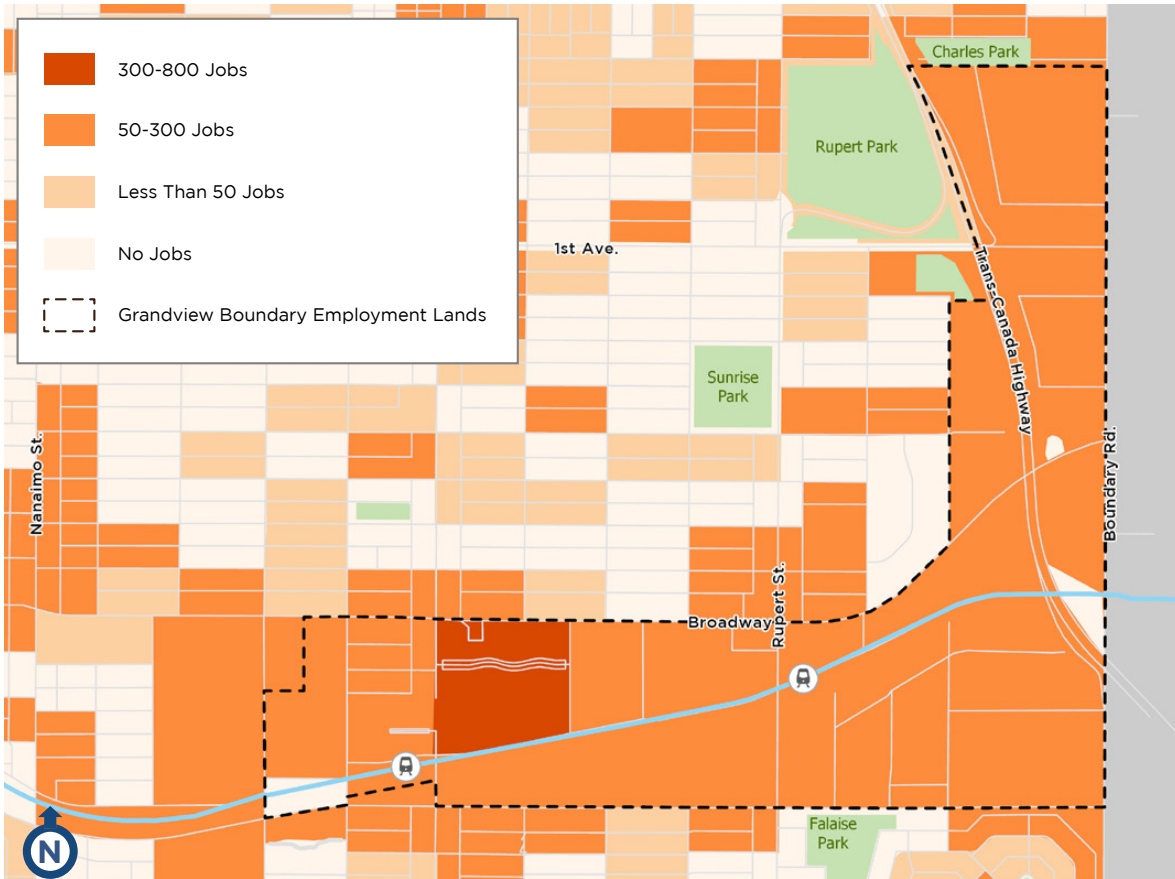 300-800 Jobs
50-300 Jobs
Less Than 50 Jobs
No Jobs
Grandview Boundary Employment Lands
Charles Park
Rupert Park
1st Ave.
Trans-Canada Highway
Sunrise
Park
Nanaimo St.
Boundary Rd.
Rupert St.
Broadway
Falaise
Park
N